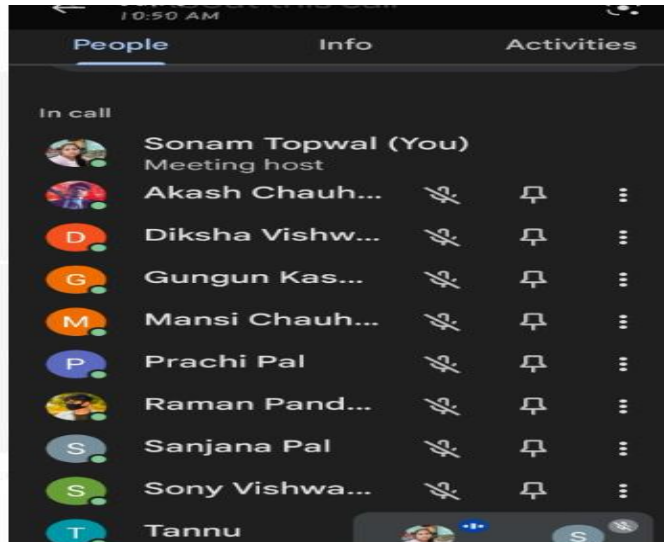 10:50 AM
People Info Activities
In call
Sonam Topwal (You)
Meeting host
Akash Chauh...
D Diksha Vishw...
G Gungun Kas...
M Mansi Chauh...
P Prachi Pal
Raman Pand...
S Sanjana Pal
S Sony Vishwa...
T Tannu
S